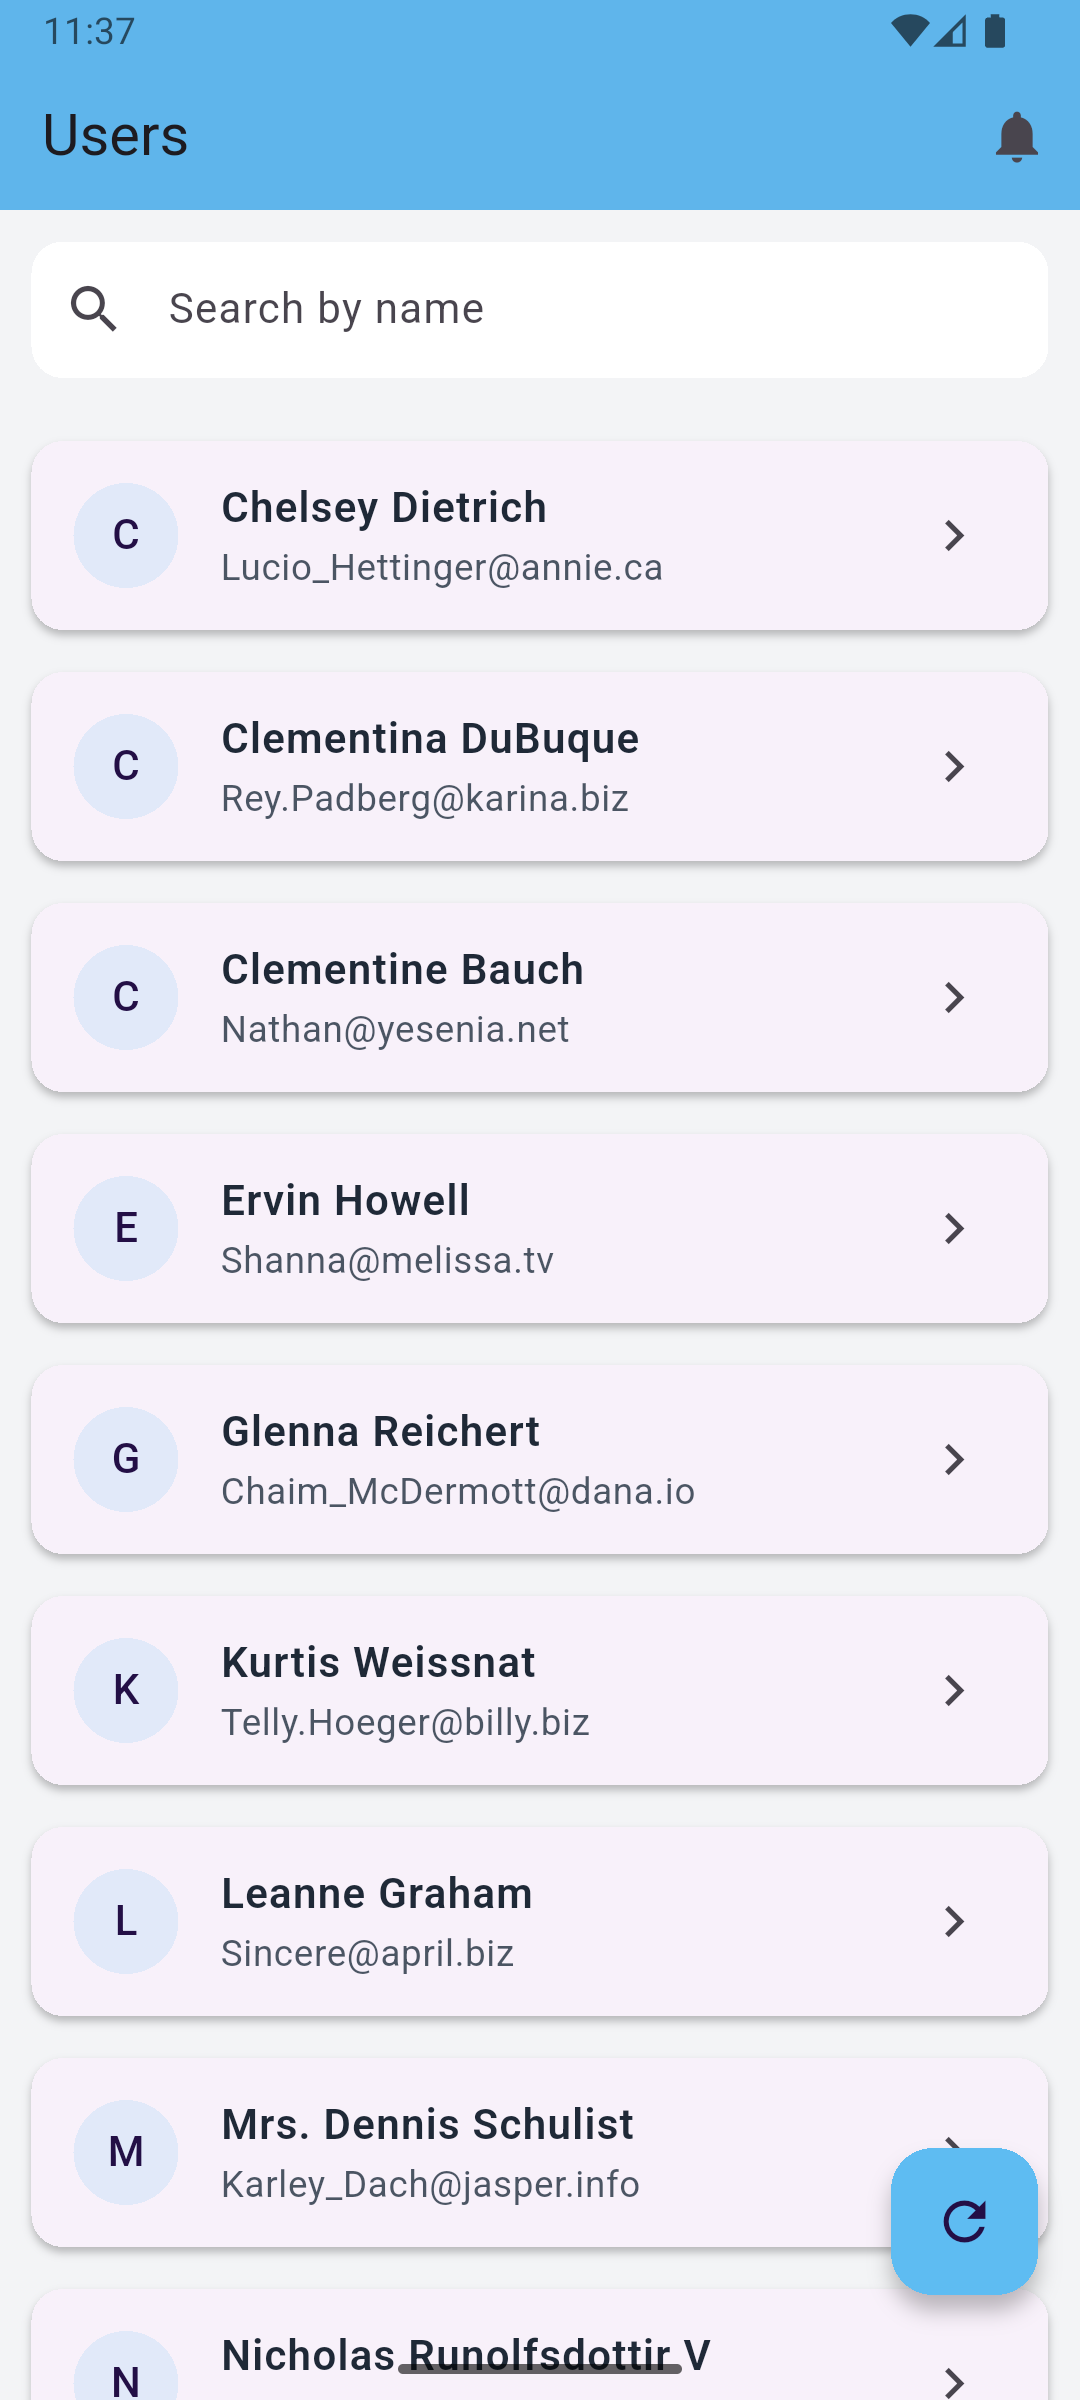 11:37
Users
Search by name
C
Chelsey Dietrich
Lucio_Hettinger@annie.ca
C
Clementina DuBuque
Rey.Padberg@karina.biz
C
Clementine Bauch
Nathan@yesenia.net
E
Ervin Howell
Shanna@melissa.tv
G
Glenna Reichert
Chaim_McDermott@dana.io
K
Kurtis Weissnat
Telly.Hoeger@billy.biz
L
Leanne Graham
Sincere@april.biz
M
Mrs. Dennis Schulist
Karley_Dach@jasper.info
N
Nicholas Runolfsdottir V